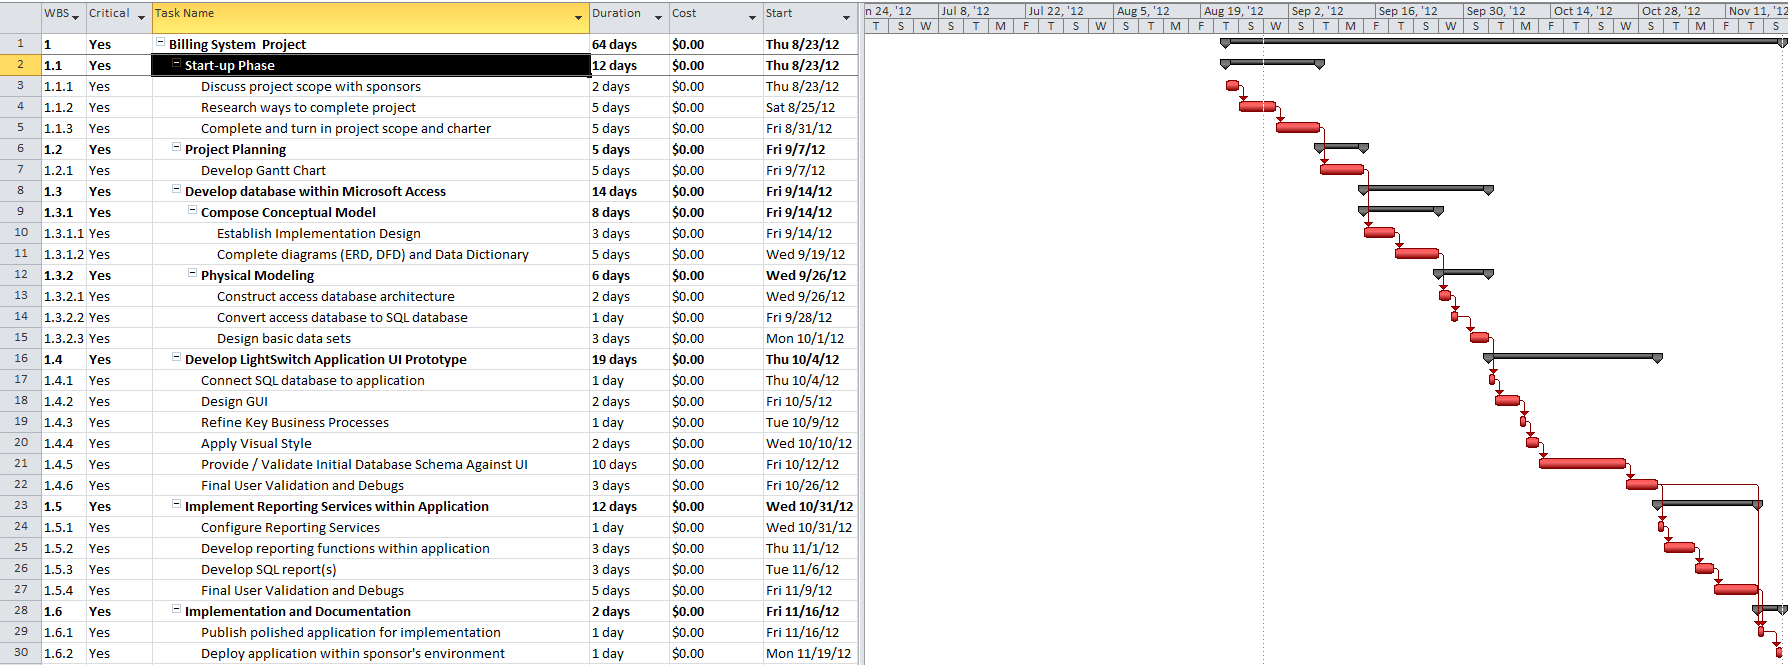 WBS Critical Task Name Duration Cost Start n 24, '12 Jul 8, '12 Jul 22, '12 Aug 5, '12 Aug 19, '12 Sep 2, '12 Sep 16, '12 Sep 30, '12 Oct 14, '12 Oct 28, '12 Nov 11, '12
T S W S T M F T S W S T M F T S W S T M F T S W S T M F T S W S T M F T S
1 1 Yes Billing System Project 64 days $0.00 Thu 8/23/12
2 1.1 Yes Start-up Phase 12 days $0.00 Thu 8/23/12
3 1.1.1 Yes Discuss project scope with sponsors 2 days $0.00 Thu 8/23/12
4 1.1.2 Yes Research ways to complete project 5 days $0.00 Sat 8/25/12
5 1.1.3 Yes Complete and turn in project scope and charter 5 days $0.00 Fri 8/31/12
6 1.2 Yes Project Planning 5 days $0.00 Fri 9/7/12
7 1.2.1 Yes Develop Gantt Chart 5 days $0.00 Fri 9/7/12
8 1.3 Yes Develop database within Microsoft Access 14 days $0.00 Fri 9/14/12
9 1.3.1 Yes Compose Conceptual Model 8 days $0.00 Fri 9/14/12
10 1.3.1.1 Yes Establish Implementation Design 3 days $0.00 Fri 9/14/12
11 1.3.1.2 Yes Complete diagrams (ERD, DFD) and Data Dictionary 5 days $0.00 Wed 9/19/12
12 1.3.2 Yes Physical Modeling 6 days $0.00 Wed 9/26/12
13 1.3.2.1 Yes Construct access database architecture 2 days $0.00 Wed 9/26/12
14 1.3.2.2 Yes Convert access database to SQL database 1 day $0.00 Fri 9/28/12
15 1.3.2.3 Yes Design basic data sets 3 days $0.00 Mon 10/1/12
16 1.4 Yes Develop LightSwitch Application UI Prototype 19 days $0.00 Thu 10/4/12
17 1.4.1 Yes Connect SQL database to application 1 day $0.00 Thu 10/4/12
18 1.4.2 Yes Design GUI 2 days $0.00 Fri 10/5/12
19 1.4.3 Yes Refine Key Business Processes 1 day $0.00 Tue 10/9/12
20 1.4.4 Yes Apply Visual Style 2 days $0.00 Wed 10/10/12
21 1.4.5 Yes Provide / Validate Initial Database Schema Against UI 10 days $0.00 Fri 10/12/12
22 1.4.6 Yes Final User Validation and Debugs 3 days $0.00 Fri 10/26/12
23 1.5 Yes Implement Reporting Services within Application 12 days $0.00 Wed 10/31/12
24 1.5.1 Yes Configure Reporting Services 1 day $0.00 Wed 10/31/12
25 1.5.2 Yes Develop reporting functions within application 3 days $0.00 Thu 11/1/12
26 1.5.3 Yes Develop SQL report(s) 3 days $0.00 Tue 11/6/12
27 1.5.4 Yes Final User Validation and Debugs 5 days $0.00 Fri 11/9/12
28 1.6 Yes Implementation and Documentation 2 days $0.00 Fri 11/16/12
29 1.6.1 Yes Publish polished application for implementation 1 day $0.00 Fri 11/16/12
30 1.6.2 Yes Deploy application within sponsor's environment 1 day $0.00 Mon 11/19/12